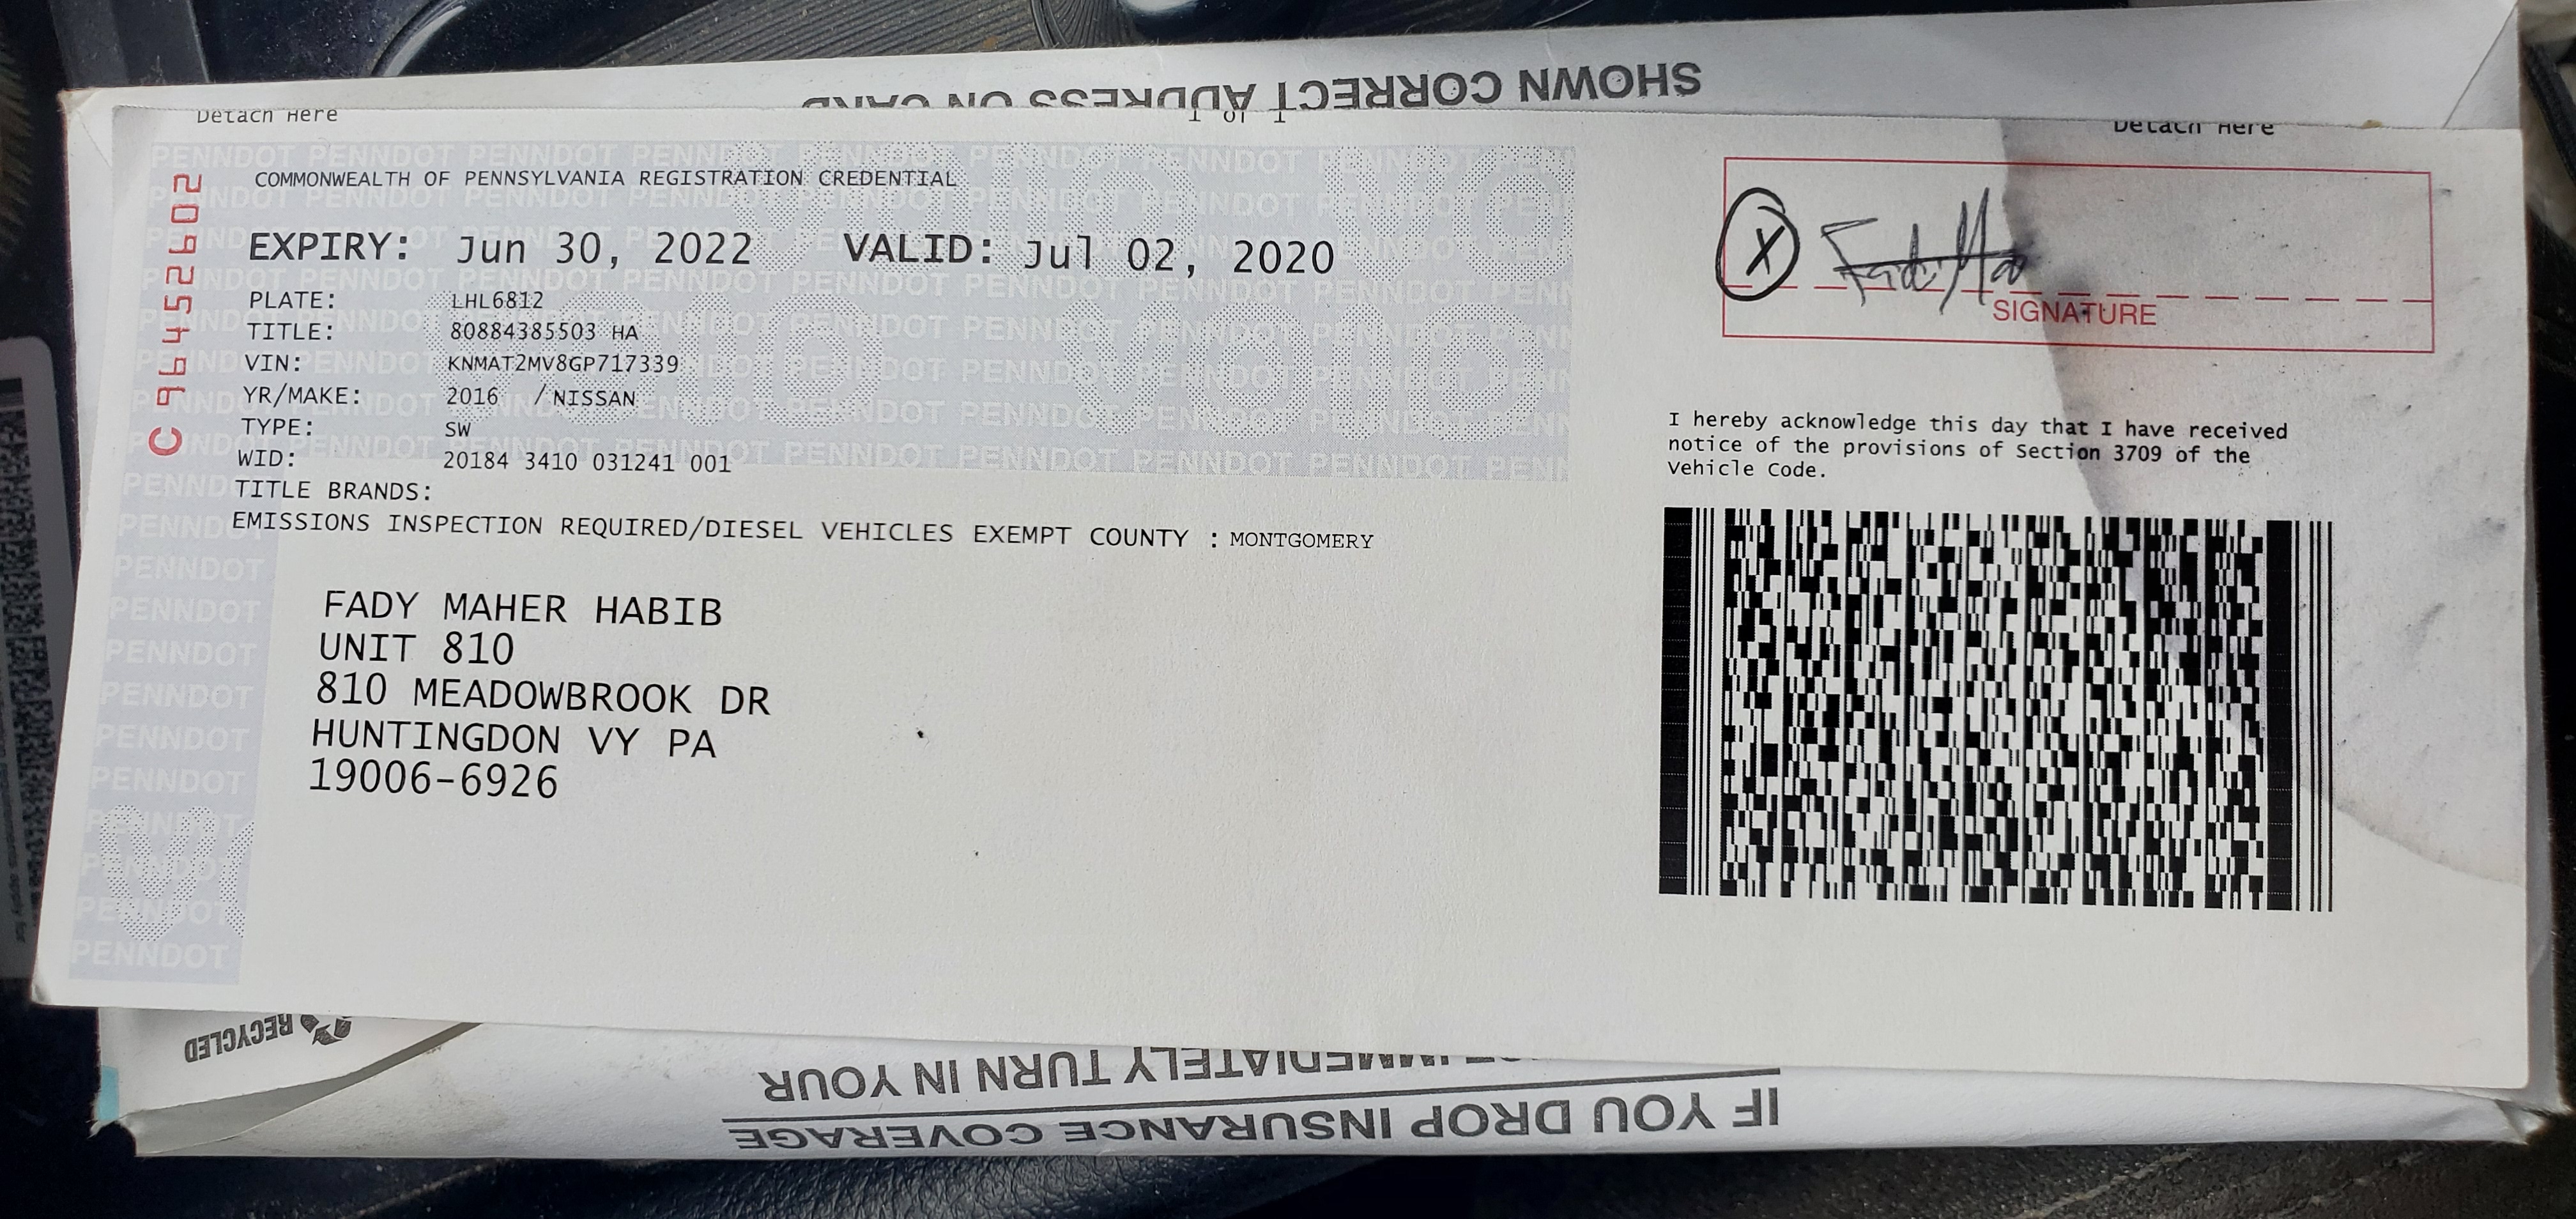 SHOWN CORRECT ADDRESS ON CARD
Detach Here
1 of 1
Detach Here
COMMONWEALTH OF PENNSYLVANIA REGISTRATION CREDENTIAL
C 964526602
EXPIRY: Jun 30, 2022 VALID: Jul 02, 2020
PLATE: LHL6812
TITLE: 80884385503 HA
VIN: KNMAT2MV8GP717339
YR/MAKE: 2016 / NISSAN
TYPE: SW
WID: 20184 3410 031241 001
TITLE BRANDS:
EMISSIONS INSPECTION REQUIRED/DIESEL VEHICLES EXEMPT COUNTY : MONTGOMERY
FADY MAHER HABIB
UNIT 810
810 MEADOWBROOK DR
HUNTINGDON VY PA
19006-6926
X
SIGNATURE
I hereby acknowledge this day that I have received
notice of the provisions of Section 3709 of the
Vehicle Code.
PENNDOT
VOID
RECYCLED
IMMEDIATELY TURN IN YOUR
IF YOU DROP INSURANCE COVERAGE